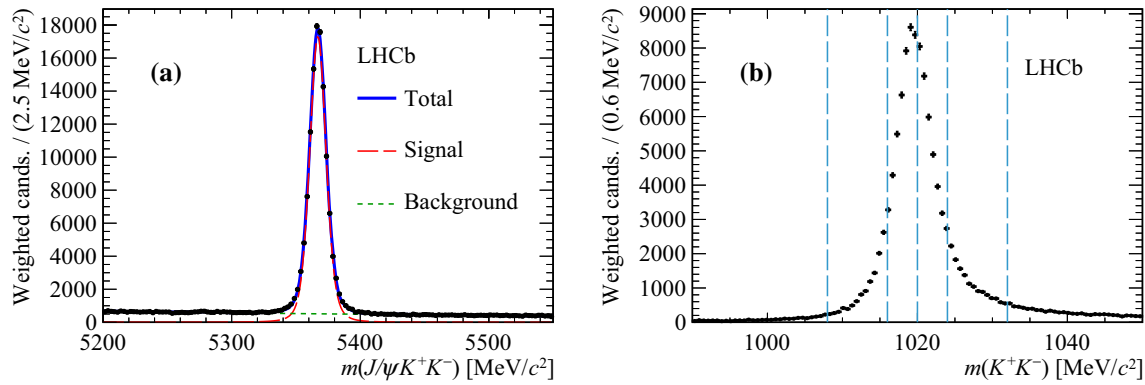 Weighted cands. / (2.5 MeV/c²)
18000
16000
14000
12000
10000
8000
6000
4000
2000
0
(a)
LHCb
Total
Signal
Background
5200 5300 5400 5500
m(J/ψK⁺K⁻) [MeV/c²]
Weighted cands. / (0.6 MeV/c²)
9000
8000
7000
6000
5000
4000
3000
2000
1000
0
(b)
LHCb
1000 1020 1040
m(K⁺K⁻) [MeV/c²]